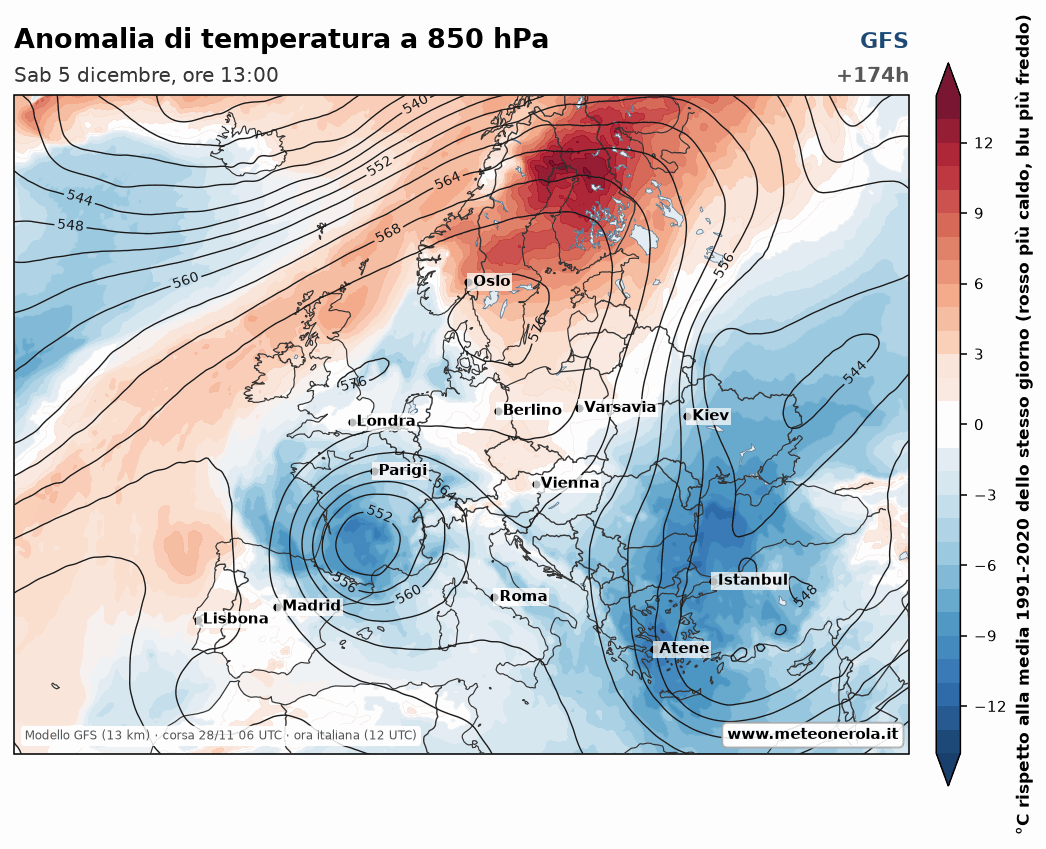 Anomalia di temperatura a 850 hPa
GFS
Sab 5 dicembre, ore 13:00
+174h
540
552
544
564
548
568
560
556
576
576
544
Oslo
Berlino
Varsavia
Kiev
Londra
Parigi
564
Vienna
552
556
560
Istanbul
548
Roma
Madrid
Lisbona
Atene
Modello GFS (13 km) · corsa 28/11 06 UTC · ora italiana (12 UTC)
www.meteonerola.it
12
9
6
3
0
−3
−6
−9
−12
°C rispetto alla media 1991-2020 dello stesso giorno (rosso più caldo, blu più freddo)